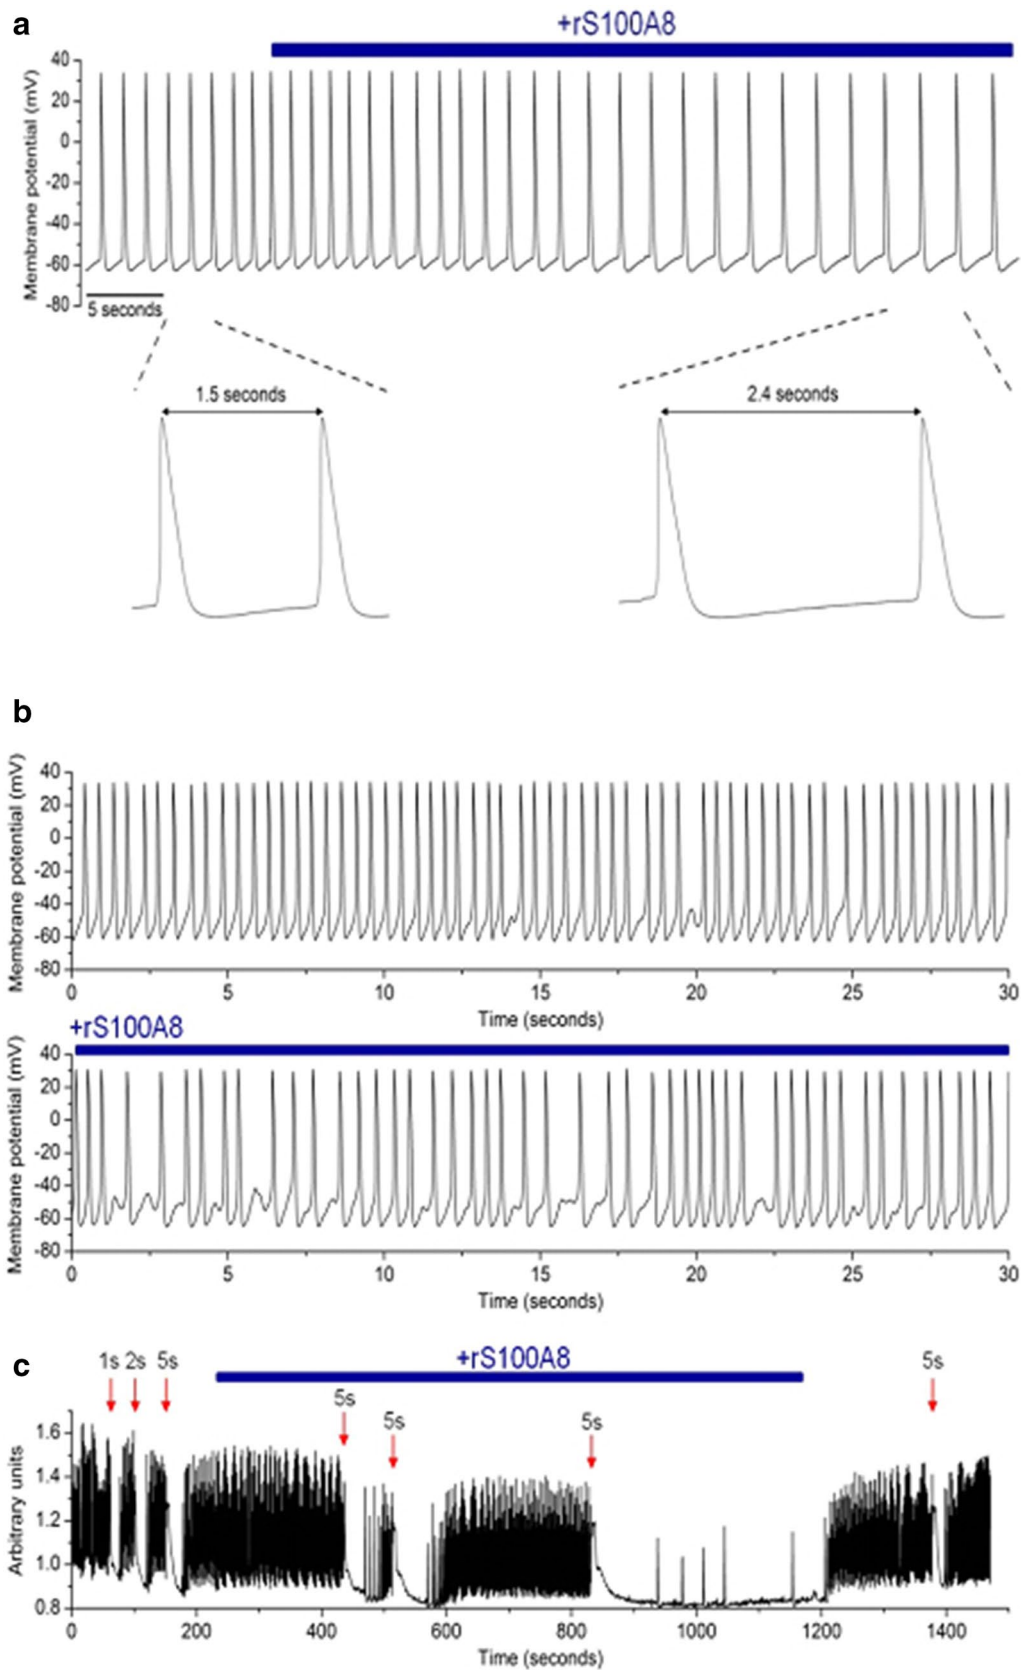 a
+rS100A8
Membrane potential (mV)
40
20
0
-20
-40
-60
-80
5 seconds
1.5 seconds
2.4 seconds
b
Membrane potential (mV)
40
20
0
-20
-40
-60
-80
0 5 10 15 20 25 30
Time (seconds)
+rS100A8
Membrane potential (mV)
40
20
0
-20
-40
-60
-80
0 5 10 15 20 25 30
Time (seconds)
c
+rS100A8
1s 2s 5s
5s
5s
5s
5s
Arbitrary units
1.6
1.4
1.2
1.0
0.8
0 200 400 600 800 1000 1200 1400
Time (seconds)